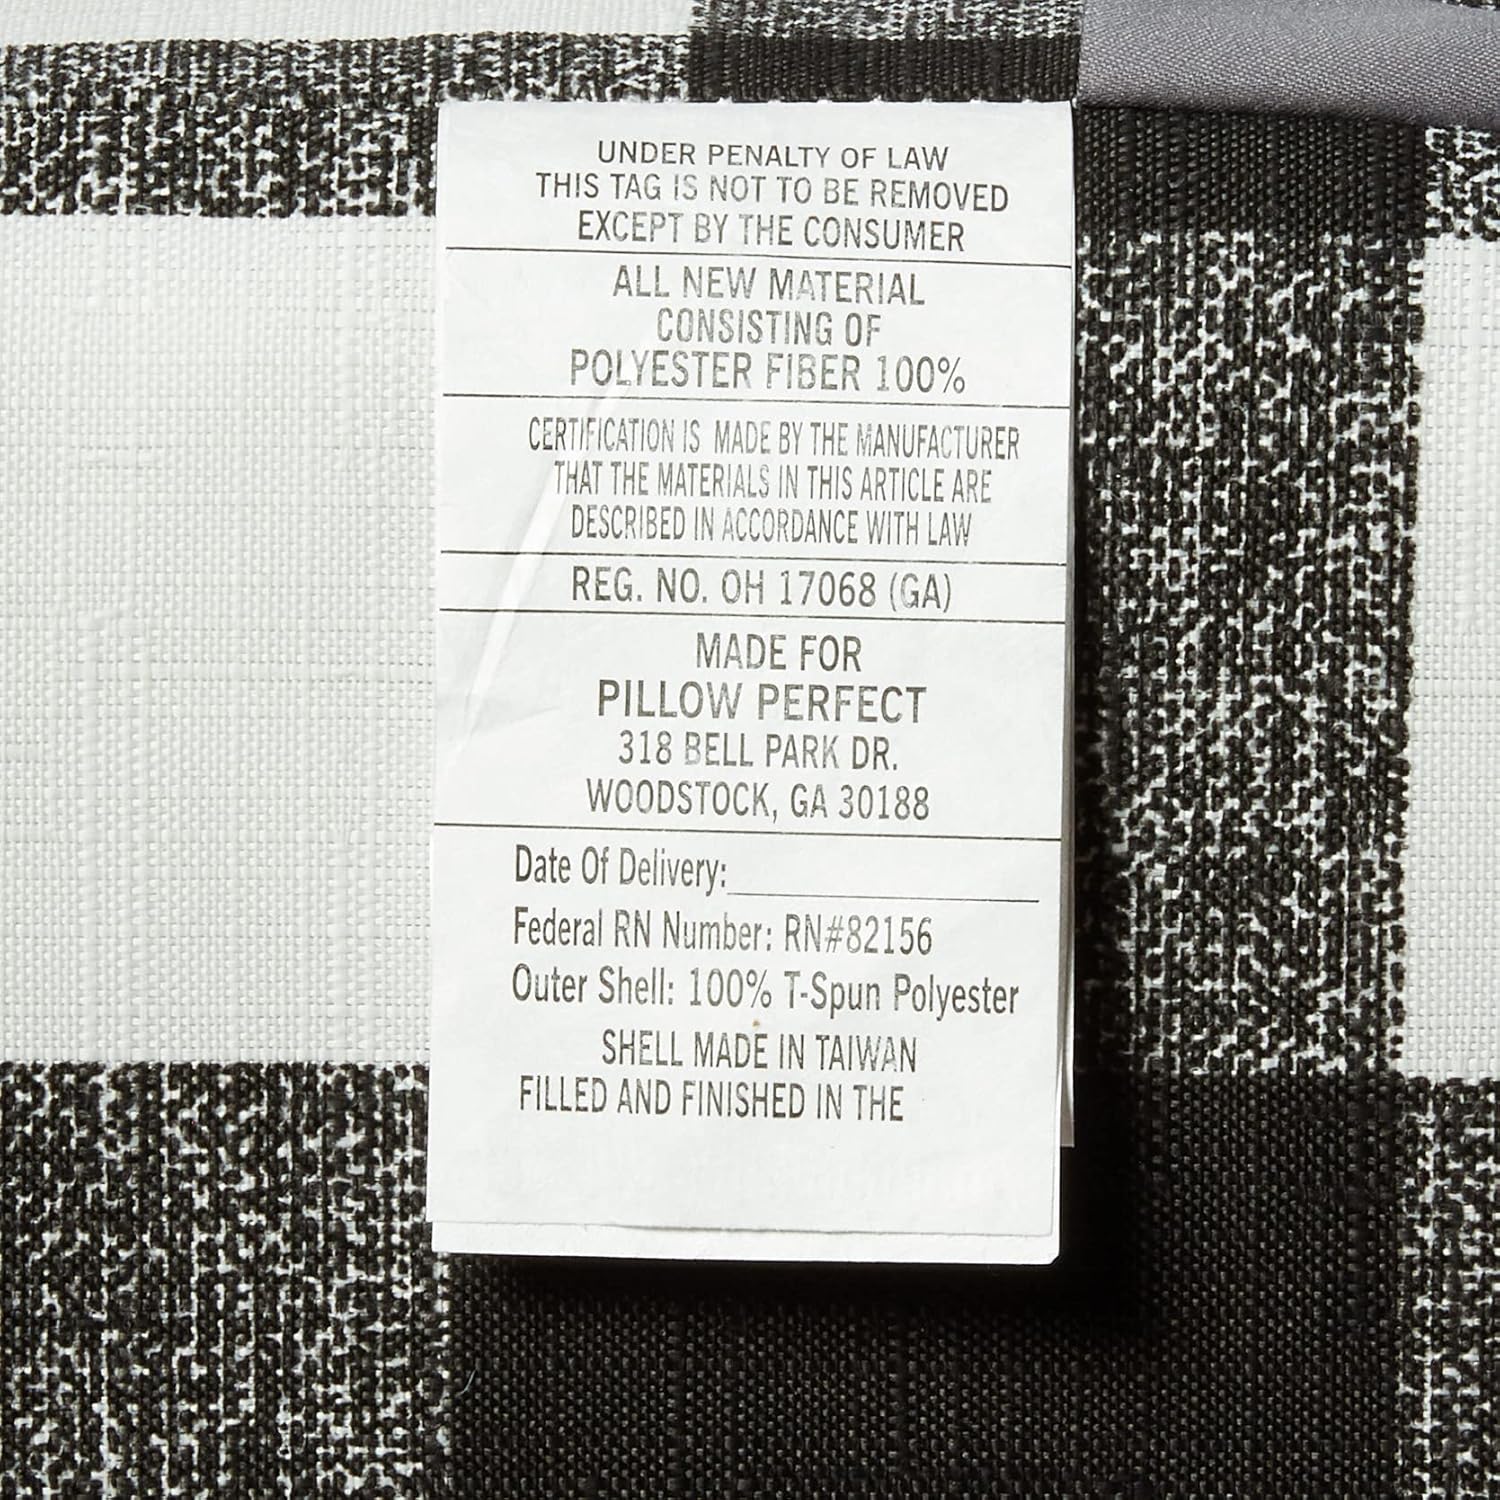 UNDER PENALTY OF LAW
THIS TAG IS NOT TO BE REMOVED
EXCEPT BY THE CONSUMER
ALL NEW MATERIAL
CONSISTING OF
POLYESTER FIBER 100%
CERTIFICATION IS MADE BY THE MANUFACTURER
THAT THE MATERIALS IN THIS ARTICLE ARE
DESCRIBED IN ACCORDANCE WITH LAW
REG. NO. OH 17068 (GA)
MADE FOR
PILLOW PERFECT
318 BELL PARK DR.
WOODSTOCK, GA 30188
Date Of Delivery:
Federal RN Number: RN#82156
Outer Shell: 100% T-Spun Polyester
SHELL MADE IN TAIWAN
FILLED AND FINISHED IN THE